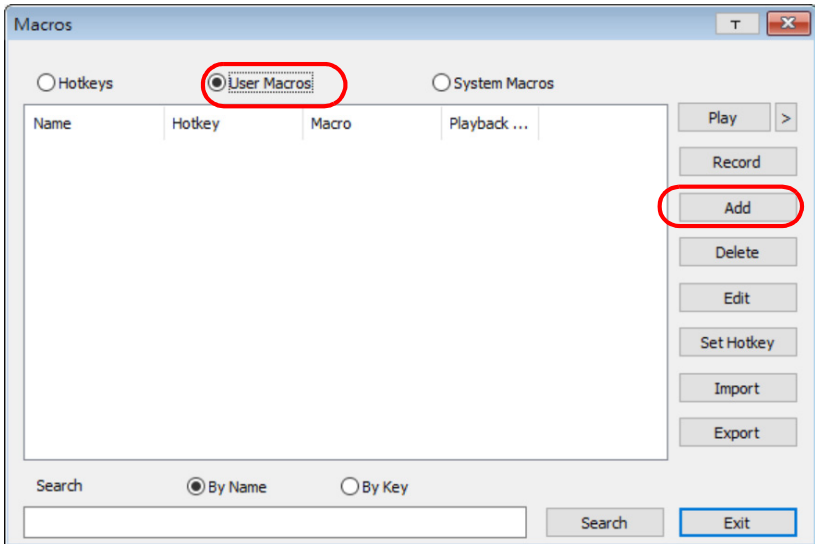 Macros T
Hotkeys User Macros System Macros
Name Hotkey Macro Playback ... Play >
Record
Add
Delete
Edit
Set Hotkey
Import
Export
Search By Name By Key
Search Exit